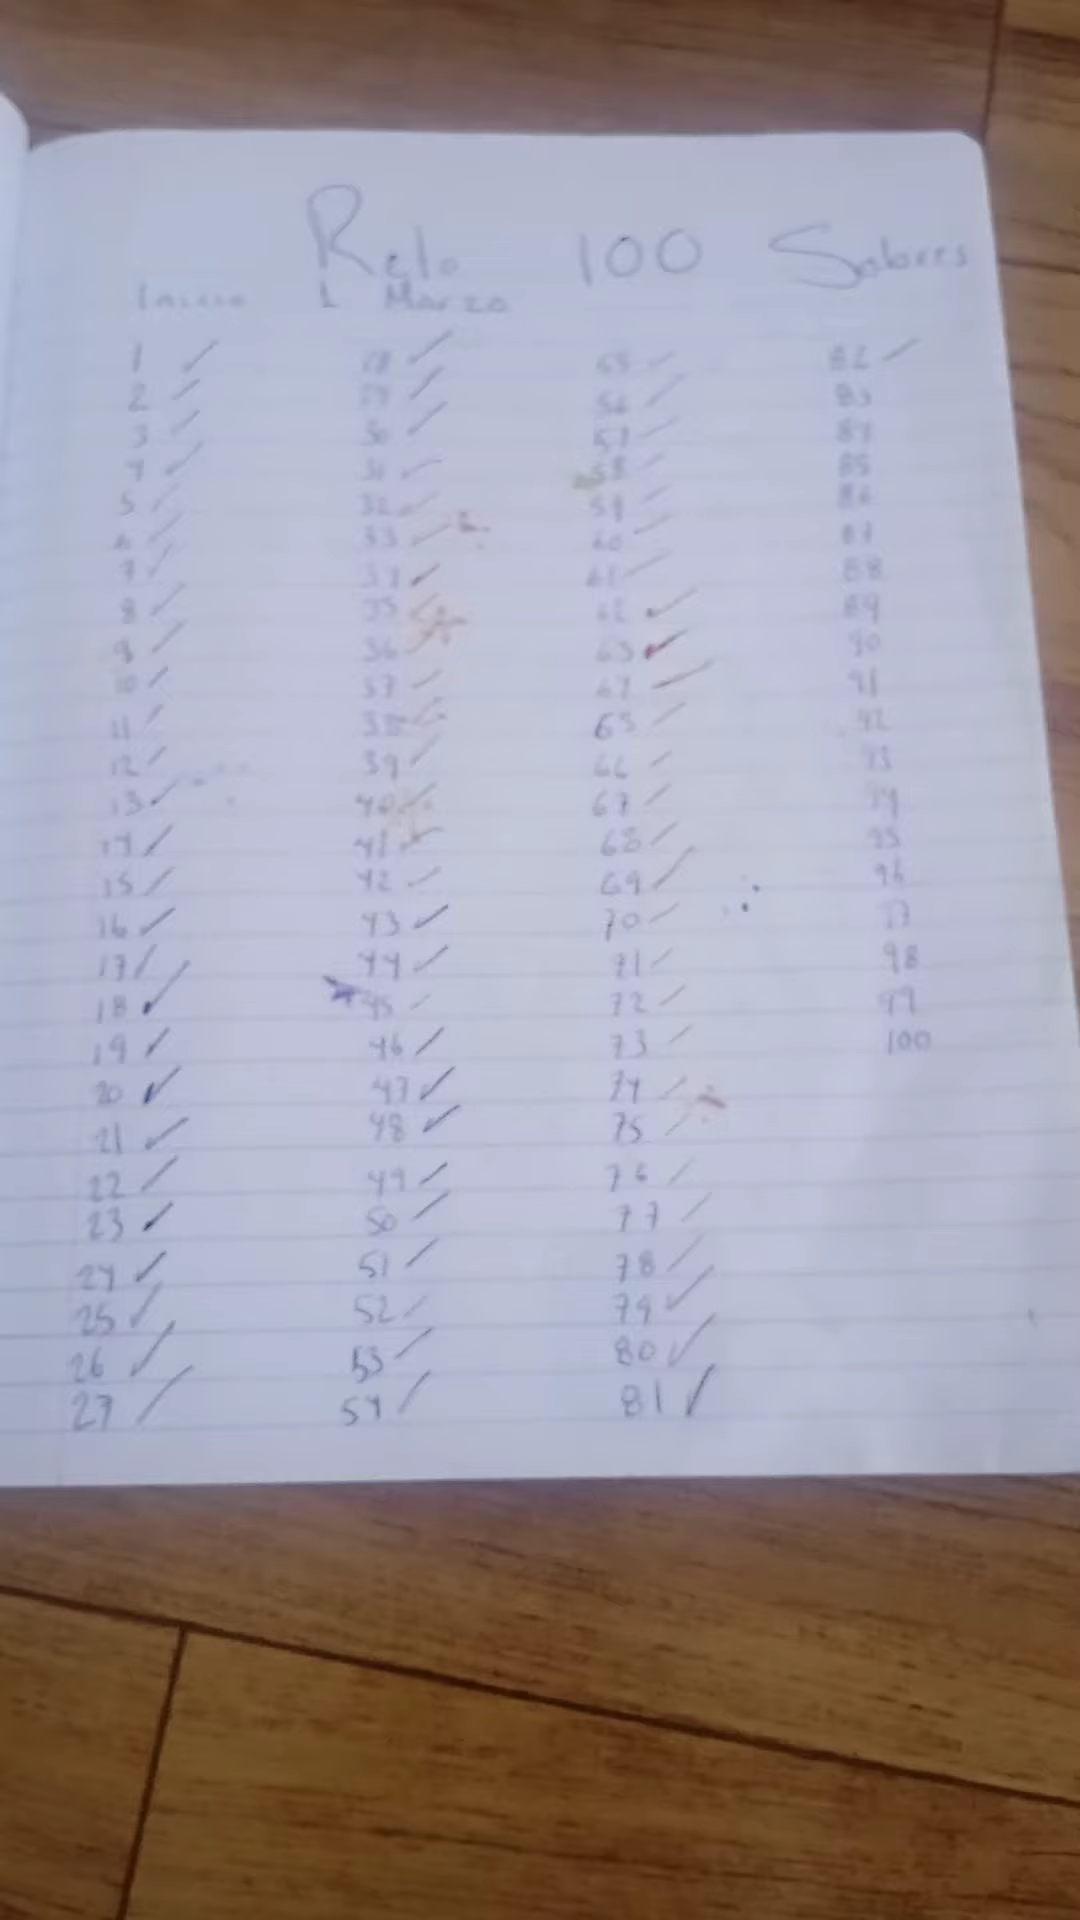 Reto 100 Sobres
Inicio 1 Marzo
1 ✓ 28 ✓ 55 ✓ 82 ✓
2 ✓ 29 ✓ 56 ✓ 83
3 ✓ 30 ✓ 57 ✓ 84
4 ✓ 31 ✓ 58 ✓ 85
5 ✓ 32 ✓ 59 ✓ 86
6 ✓ 33 ✓ 60 ✓ 87
7 ✓ 34 ✓ 61 ✓ 88
8 ✓ 35 ✓ 62 ✓ 89
9 ✓ 36 ✓ 63 ✓ 90
10 ✓ 37 ✓ 64 ✓ 91
11 ✓ 38 ✓ 65 ✓ 92
12 ✓ 39 ✓ 66 ✓ 93
13 ✓ 40 ✓ 67 ✓ 94
14 ✓ 41 ✓ 68 ✓ 95
15 ✓ 42 ✓ 69 ✓ 96
16 ✓ 43 ✓ 70 ✓ 97
17 ✓ 44 ✓ 71 ✓ 98
18 ✓ 45 ✓ 72 ✓ 99
19 ✓ 46 ✓ 73 ✓ 100
20 ✓ 47 ✓ 74 ✓
21 ✓ 48 ✓ 75 ✓
22 ✓ 49 ✓ 76 ✓
23 ✓ 50 ✓ 77 ✓
24 ✓ 51 ✓ 78 ✓
25 ✓ 52 ✓ 79 ✓
26 ✓ 53 ✓ 80 ✓
27 ✓ 54 ✓ 81 ✓